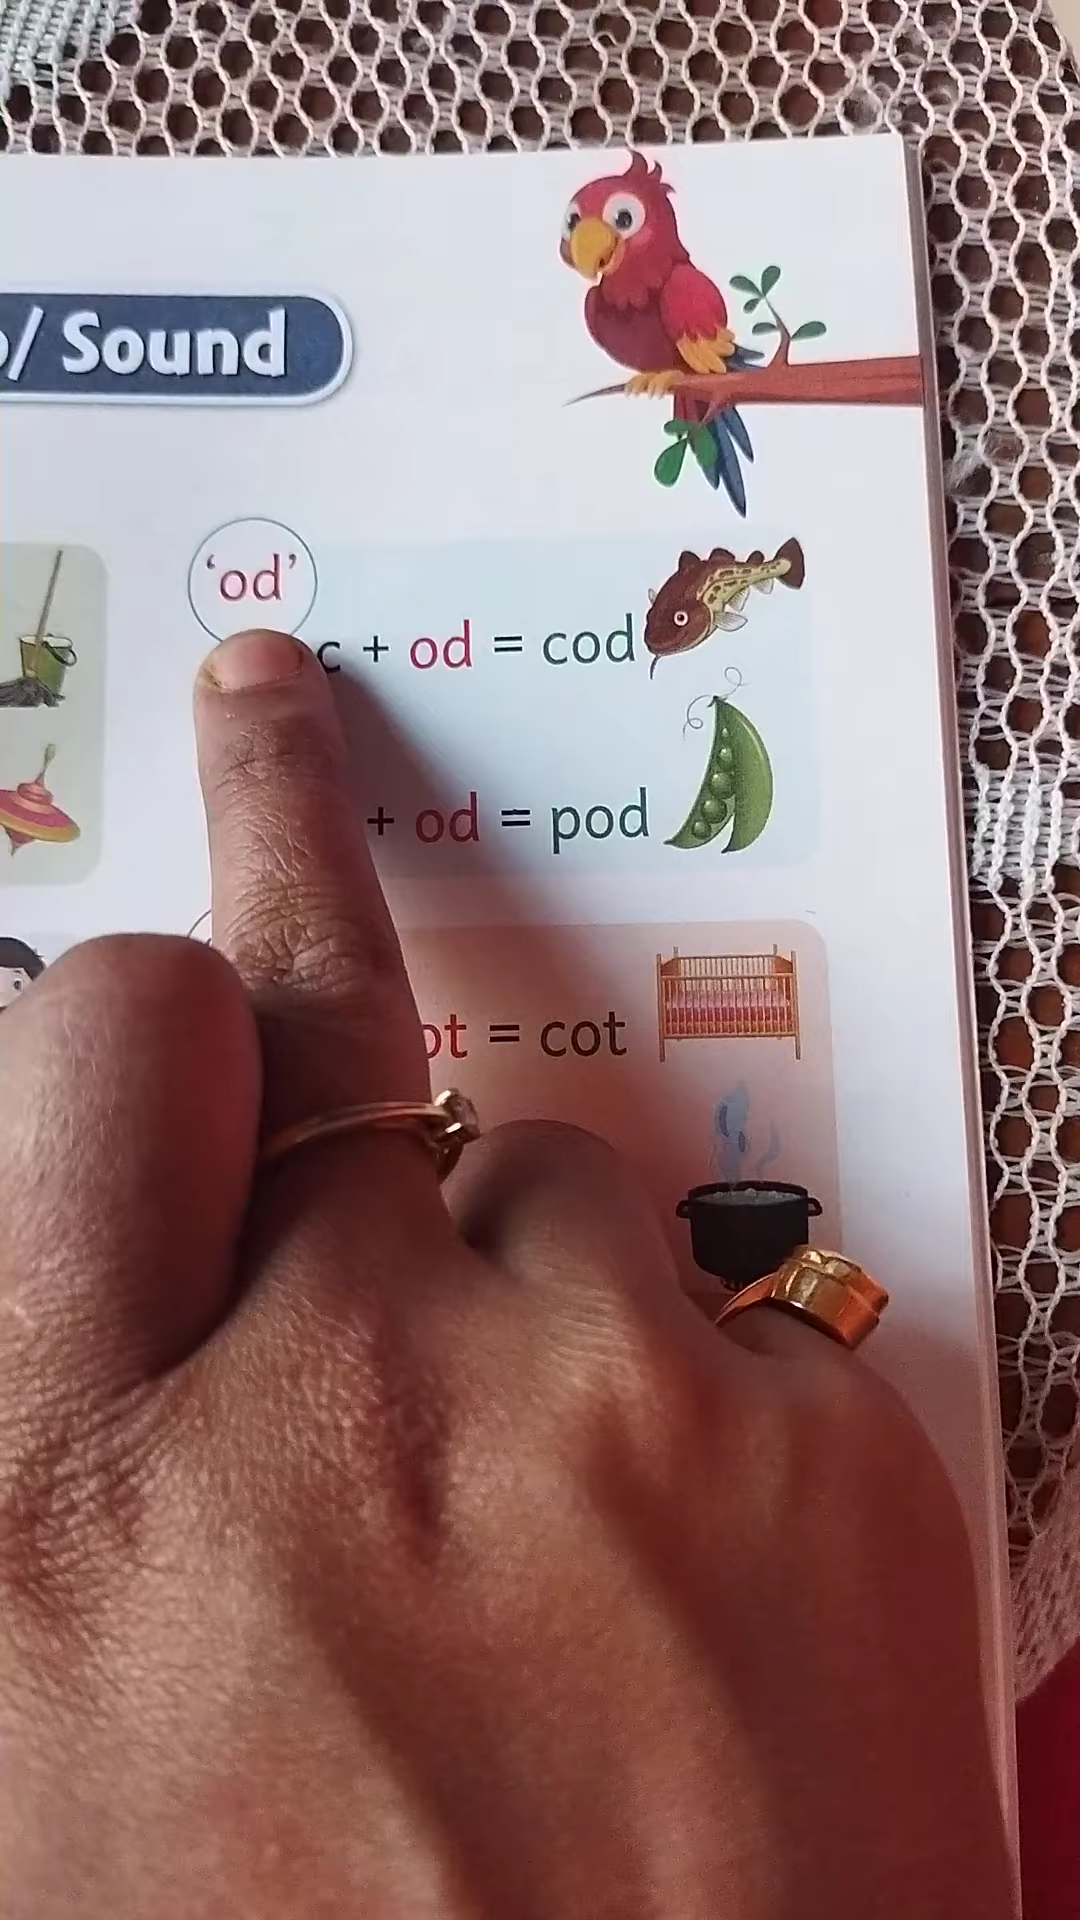 / Sound
‘od’
c + od = cod
+ od = pod
ot = cot